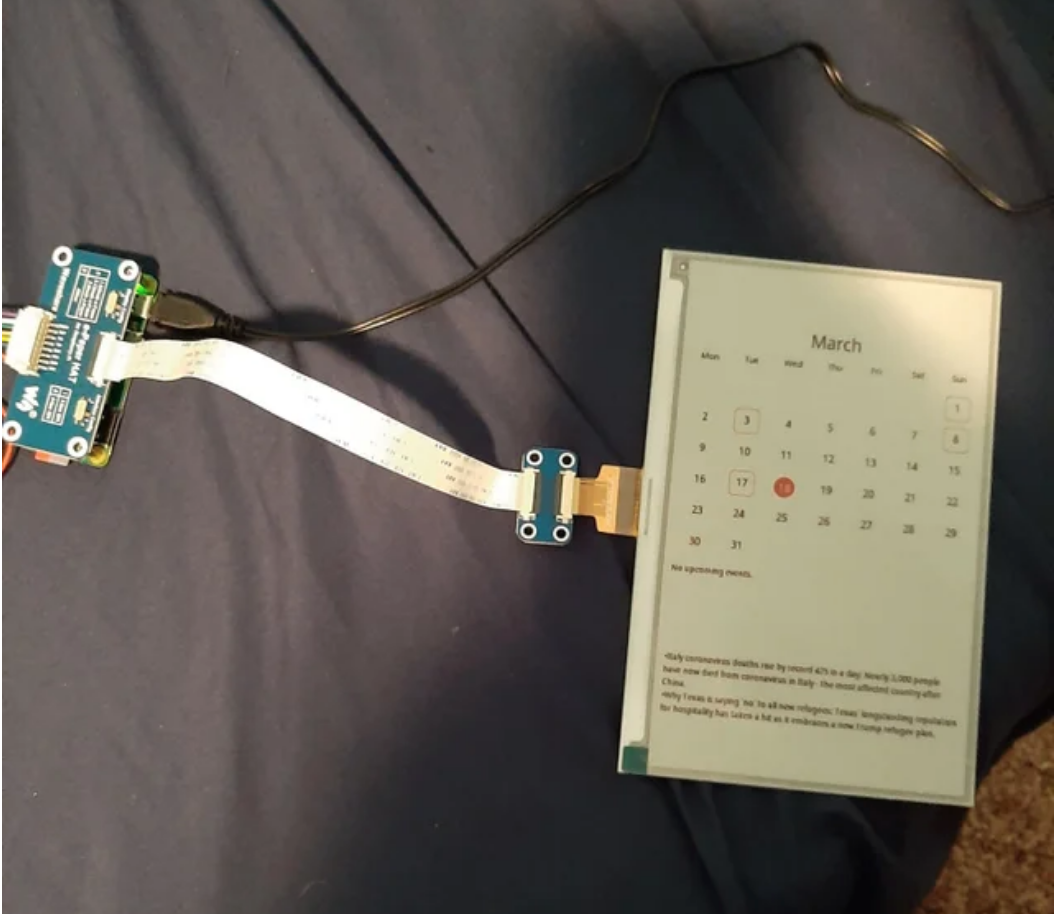 Waveshare
e-Paper HAT
March
Mon Tue Wed Thu Fri Sat Sun
1
2 3 4 5 6 7 8
9 10 11 12 13 14 15
16 17 18 19 20 21 22
23 24 25 26 27 28 29
30 31
No upcoming events.
•Italy coronavirus deaths rise by record 475 in a day: Nearly 3,000 people
have now died from coronavirus in Italy - the most affected country after
China.
•Why Texas is saying 'no' to all new refugees: Texas' longstanding reputation
for hospitality has taken a hit as it embraces a new Trump refugee plan.